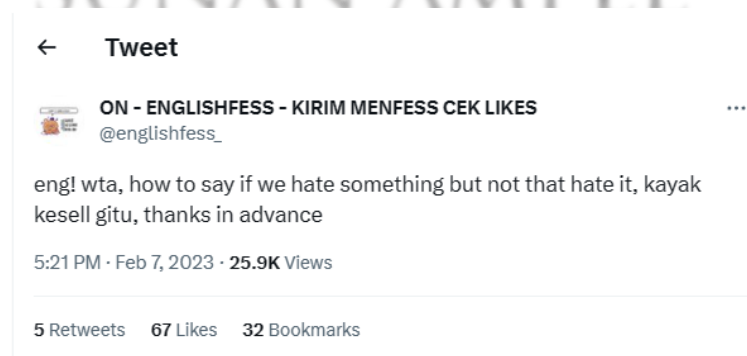 Tweet
ON - ENGLISHFESS - KIRIM MENFESS CEK LIKES
@englishfess_
eng! wta, how to say if we hate something but not that hate it, kayak
kesell gitu, thanks in advance
5:21 PM · Feb 7, 2023 · 25.9K Views
5 Retweets 67 Likes 32 Bookmarks